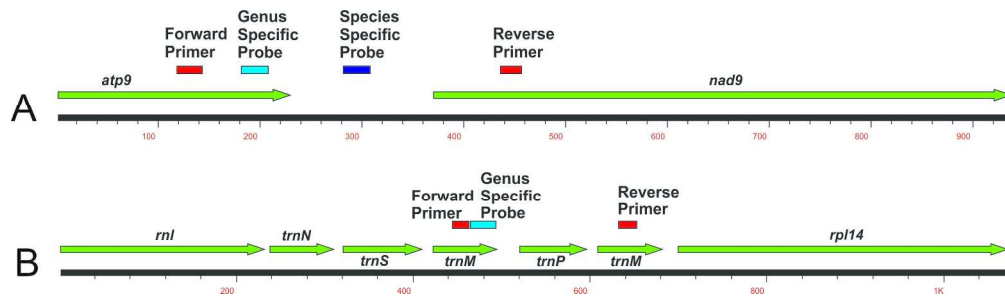 Forward
Primer
Genus
Specific
Probe
Species
Specific
Probe
Reverse
Primer
atp9
nad9
A
100 200 300 400 500 600 700 800 900
Forward
Primer
Genus
Specific
Probe
Reverse
Primer
rnl trnN trnS trnM trnP trnM rpl14
B
200 400 600 800 1K